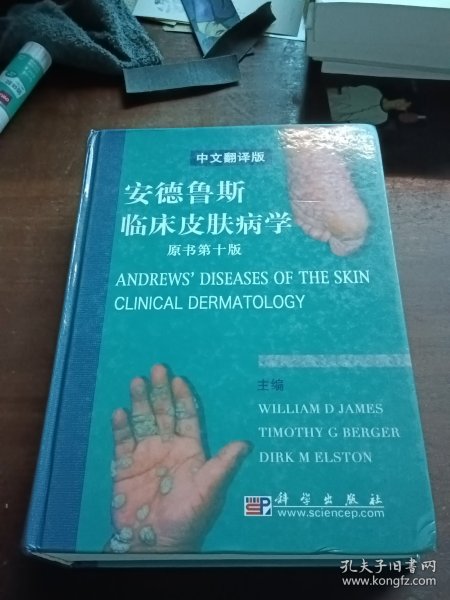 中文翻译版
安德鲁斯
临床皮肤病学
原书第十版
ANDREWS' DISEASES OF THE SKIN
CLINICAL DERMATOLOGY
主编
WILLIAM D JAMES
TIMOTHY G BERGER
DIRK M ELSTON
科学出版社
www.sciencep.com
孔夫子旧书网
www.kongfz.com